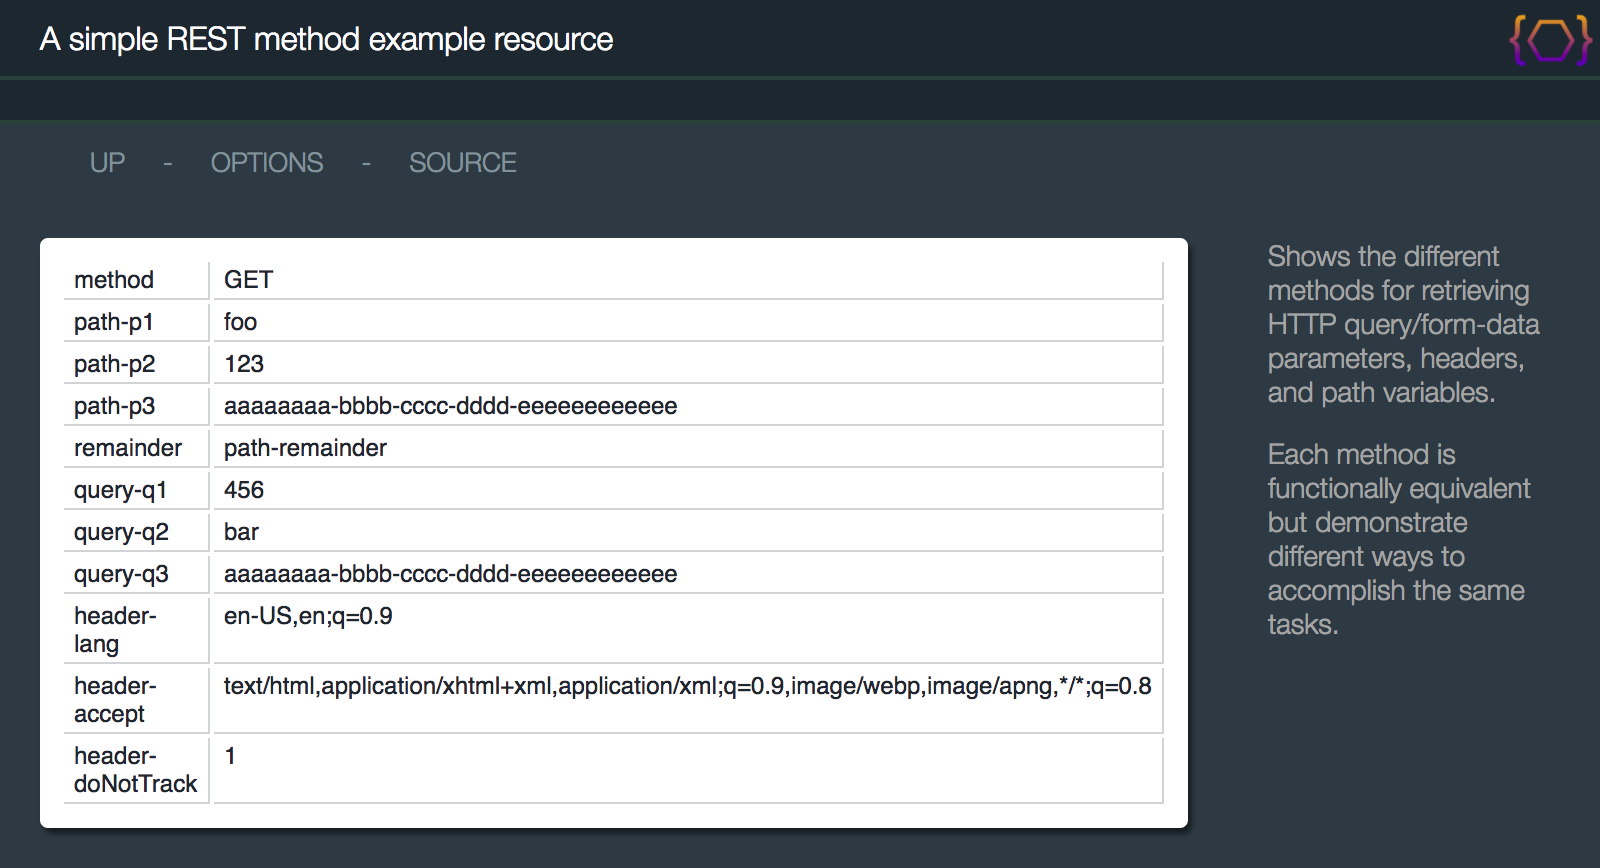 A simple REST method example resource
UP - OPTIONS - SOURCE
method GET
path-p1 foo
path-p2 123
path-p3 aaaaaaaa-bbbb-cccc-dddd-eeeeeeeeeeee
remainder path-remainder
query-q1 456
query-q2 bar
query-q3 aaaaaaaa-bbbb-cccc-dddd-eeeeeeeeeeee
header- en-US,en;q=0.9
lang
header- text/html,application/xhtml+xml,application/xml;q=0.9,image/webp,image/apng,*/*;q=0.8
accept
header- 1
doNotTrack
Shows the different
methods for retrieving
HTTP query/form-data
parameters, headers,
and path variables.
Each method is
functionally equivalent
but demonstrate
different ways to
accomplish the same
tasks.